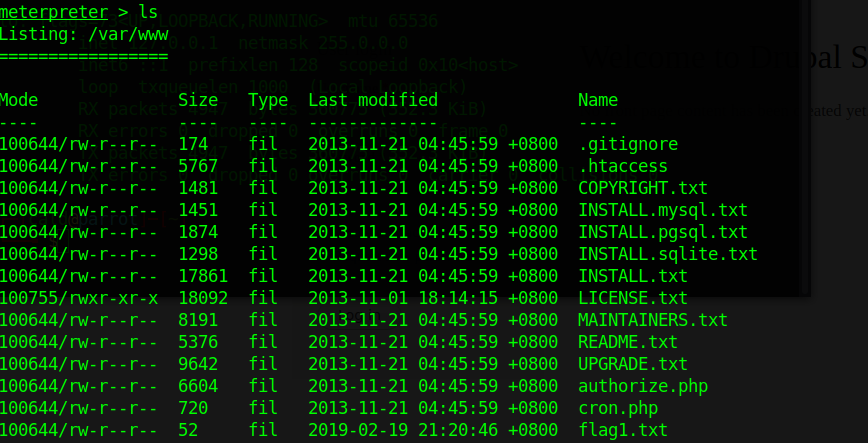 meterpreter > ls
Listing: /var/www
=================
Mode Size Type Last modified Name
---- ---- ---- ------------- ----
100644/rw-r--r-- 174 fil 2013-11-21 04:45:59 +0800 .gitignore
100644/rw-r--r-- 5767 fil 2013-11-21 04:45:59 +0800 .htaccess
100644/rw-r--r-- 1481 fil 2013-11-21 04:45:59 +0800 COPYRIGHT.txt
100644/rw-r--r-- 1451 fil 2013-11-21 04:45:59 +0800 INSTALL.mysql.txt
100644/rw-r--r-- 1874 fil 2013-11-21 04:45:59 +0800 INSTALL.pgsql.txt
100644/rw-r--r-- 1298 fil 2013-11-21 04:45:59 +0800 INSTALL.sqlite.txt
100644/rw-r--r-- 17861 fil 2013-11-21 04:45:59 +0800 INSTALL.txt
100755/rwxr-xr-x 18092 fil 2013-11-01 18:14:15 +0800 LICENSE.txt
100644/rw-r--r-- 8191 fil 2013-11-21 04:45:59 +0800 MAINTAINERS.txt
100644/rw-r--r-- 5376 fil 2013-11-21 04:45:59 +0800 README.txt
100644/rw-r--r-- 9642 fil 2013-11-21 04:45:59 +0800 UPGRADE.txt
100644/rw-r--r-- 6604 fil 2013-11-21 04:45:59 +0800 authorize.php
100644/rw-r--r-- 720 fil 2013-11-21 04:45:59 +0800 cron.php
100644/rw-r--r-- 52 fil 2019-02-19 21:20:46 +0800 flag1.txt